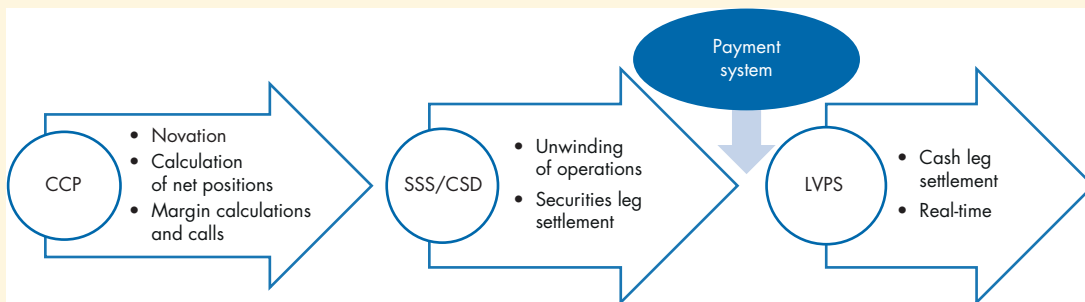 Payment
system
CCP
• Novation
• Calculation
of net positions
• Margin calculations
and calls
SSS/CSD
• Unwinding
of operations
• Securities leg
settlement
LVPS
• Cash leg
settlement
• Real-time